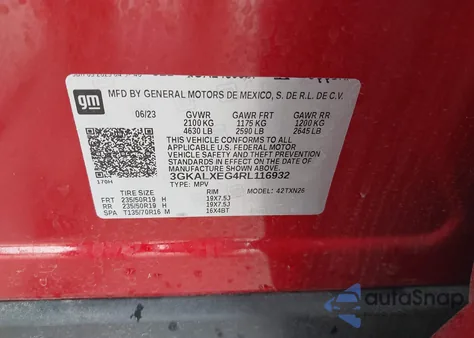 gm
MFD BY GENERAL MOTORS DE MEXICO, S. DE R.L. DE C.V.
06/23 GVWR GAWR FRT GAWR RR
2100 KG 1175 KG 1200 KG
4630 LB 2590 LB 2645 LB
THIS VEHICLE CONFORMS TO ALL
APPLICABLE U.S. FEDERAL MOTOR
VEHICLE SAFETY AND THEFT PREVENTION
STANDARDS IN EFFECT ON THE DATE OF
MANUFACTURE SHOWN ABOVE.
3GKALXEG4RL116932
170H TYPE: MPV MODEL: 42TXN26
TIRE SIZE RIM
FRT 235/50R19 H 19X7.5J
RR 235/50R19 H 19X7.5J
SPA T135/70R16 M 16X4BT
autoSnap